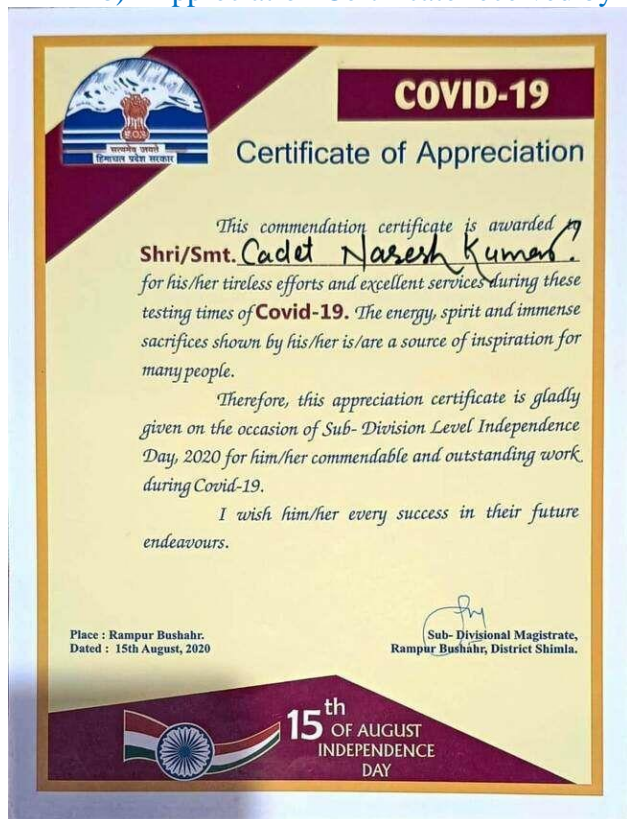 Appreciation Certificate received by
COVID-19
सत्यमेव जयते
हिमाचल प्रदेश सरकार
Certificate of Appreciation
This commendation certificate is awarded to
Shri/Smt. Cadet Naresh Kumar.
for his/her tireless efforts and excellent services during these
testing times of Covid-19. The energy, spirit and immense
sacrifices shown by his/her is/are a source of inspiration for
many people.
Therefore, this appreciation certificate is gladly
given on the occasion of Sub- Division Level Independence
Day, 2020 for him/her commendable and outstanding work
during Covid-19.
I wish him/her every success in their future
endeavours.
Place : Rampur Bushahr.
Dated : 15th August, 2020
Sub- Divisional Magistrate,
Rampur Bushahr, District Shimla.
15th
OF AUGUST
INDEPENDENCE
DAY